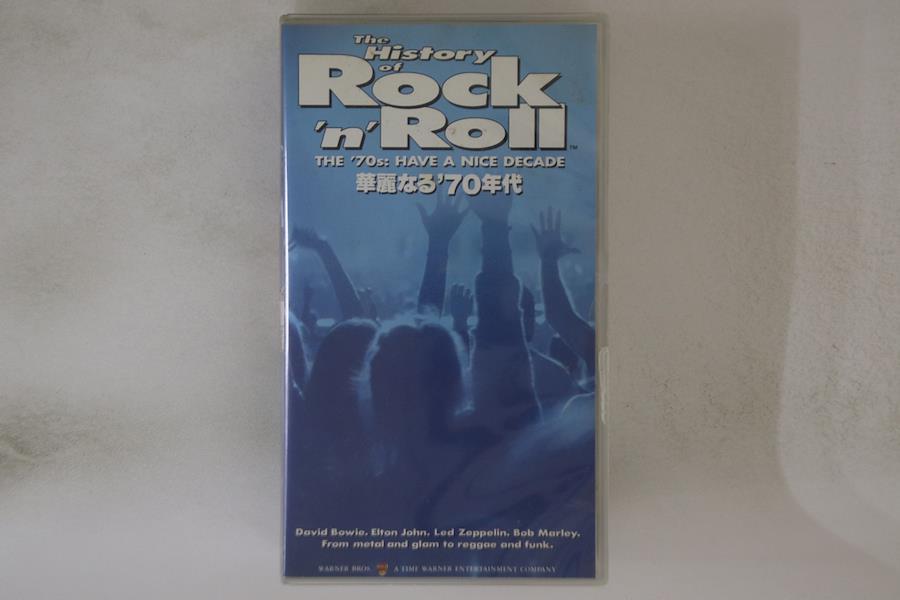 The
History
of
Rock
'n' Roll™
THE '70s: HAVE A NICE DECADE
華麗なる'70年代
David Bowie. Elton John. Led Zeppelin. Bob Marley.
From metal and glam to reggae and funk.
WARNER BROS. A TIME WARNER ENTERTAINMENT COMPANY